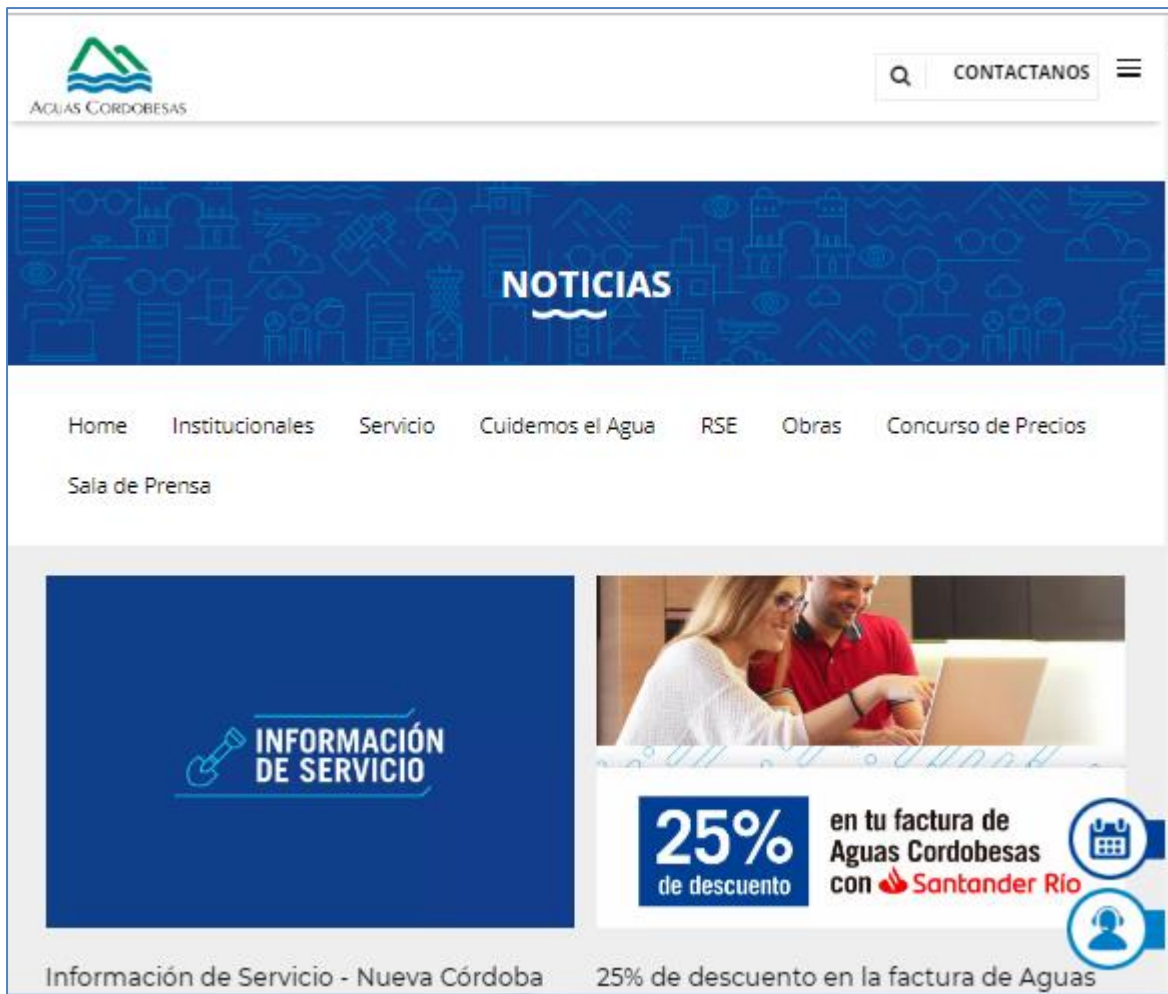 AGUAS CORDOBESAS
CONTACTANOS
NOTICIAS
Home Institucionales Servicio Cuidemos el Agua RSE Obras Concurso de Precios
Sala de Prensa
INFORMACIÓN
DE SERVICIO
25%
de descuento
en tu factura de
Aguas Cordobesas
con Santander Río
Información de Servicio - Nueva Córdoba
25% de descuento en la factura de Aguas